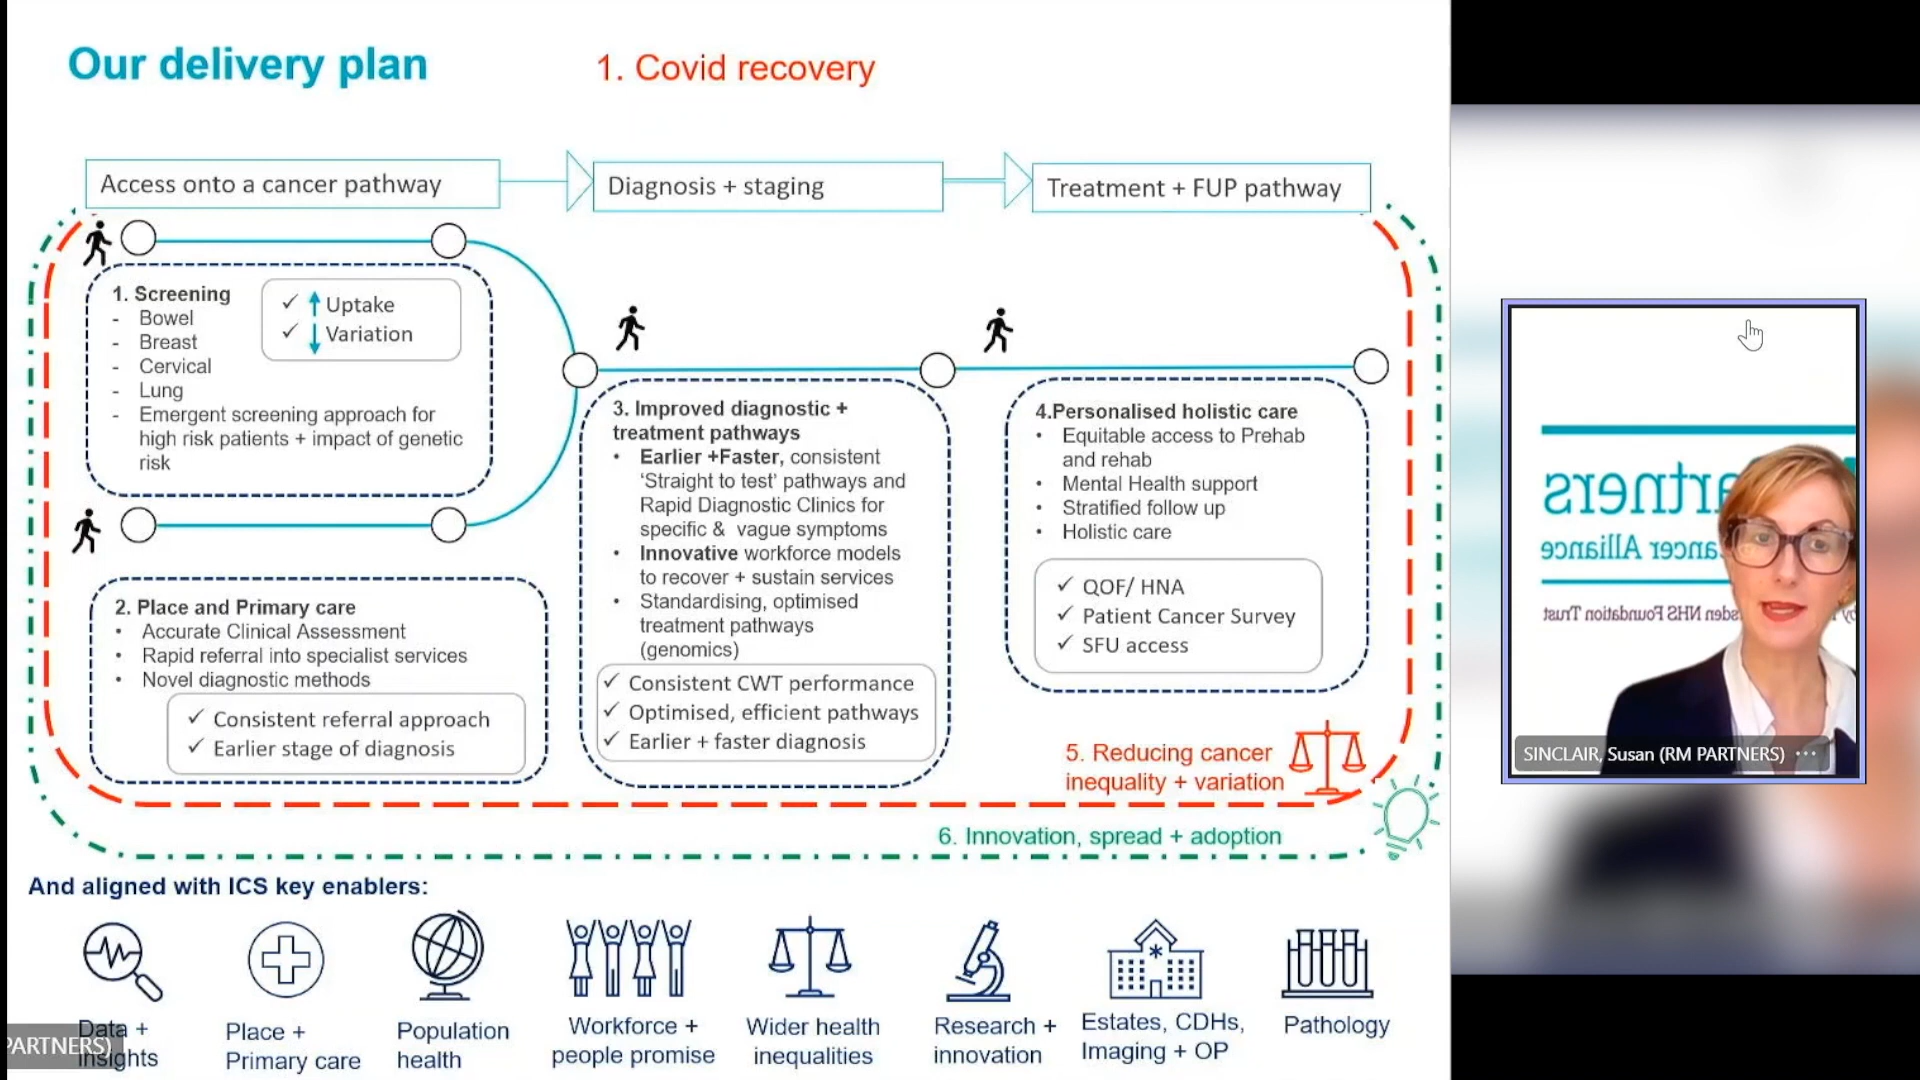 Our delivery plan
1. Covid recovery
Access onto a cancer pathway
Diagnosis + staging
Treatment + FUP pathway
1. Screening
- Bowel
- Breast
- Cervical
- Lung
- Emergent screening approach for
high risk patients + impact of genetic
risk
✓ ↑ Uptake
✓ ↓ Variation
2. Place and Primary care
• Accurate Clinical Assessment
• Rapid referral into specialist services
• Novel diagnostic methods
✓ Consistent referral approach
✓ Earlier stage of diagnosis
3. Improved diagnostic +
treatment pathways
• Earlier +Faster, consistent
‘Straight to test’ pathways and
Rapid Diagnostic Clinics for
specific & vague symptoms
• Innovative workforce models
to recover + sustain services
• Standardising, optimised
treatment pathways
(genomics)
✓ Consistent CWT performance
✓ Optimised, efficient pathways
✓ Earlier + faster diagnosis
4.Personalised holistic care
• Equitable access to Prehab
and rehab
• Mental Health support
• Stratified follow up
• Holistic care
✓ QOF/ HNA
✓ Patient Cancer Survey
✓ SFU access
5. Reducing cancer
inequality + variation
6. Innovation, spread + adoption
And aligned with ICS key enablers:
Data +
Insights
Place +
Primary care
Population
health
Workforce +
people promise
Wider health
inequalities
Research +
innovation
Estates, CDHs,
Imaging + OP
Pathology
PARTNERS)
artners
ancer Alliance
sden NHS Foundation Trust
SINCLAIR, Susan (RM PARTNERS) ...